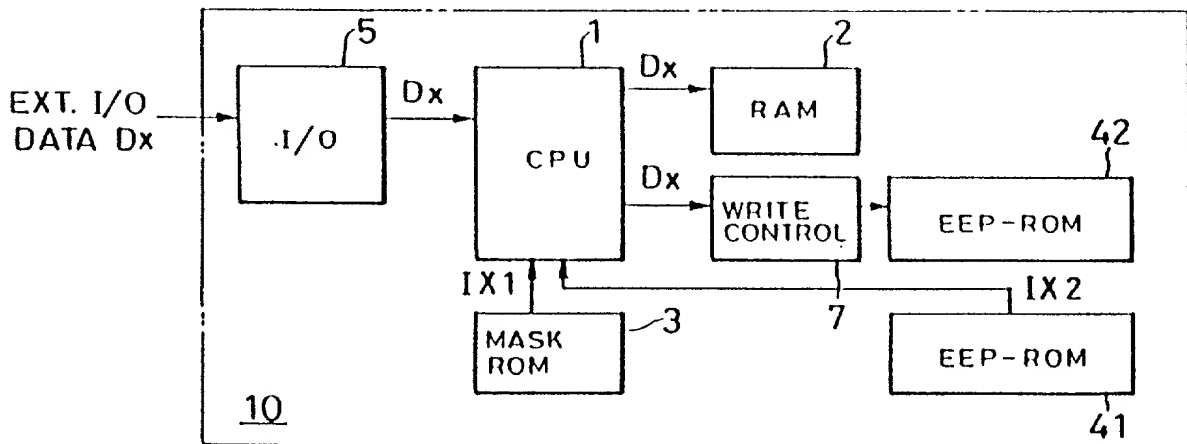 5
1
2
EXT. I/O
DATA Dx
I/O
Dx
CPU
Dx
RAM
42
Dx
WRITE
CONTROL
EEP-ROM
IX1
IX2
MASK
ROM
3
7
EEP-ROM
10
41